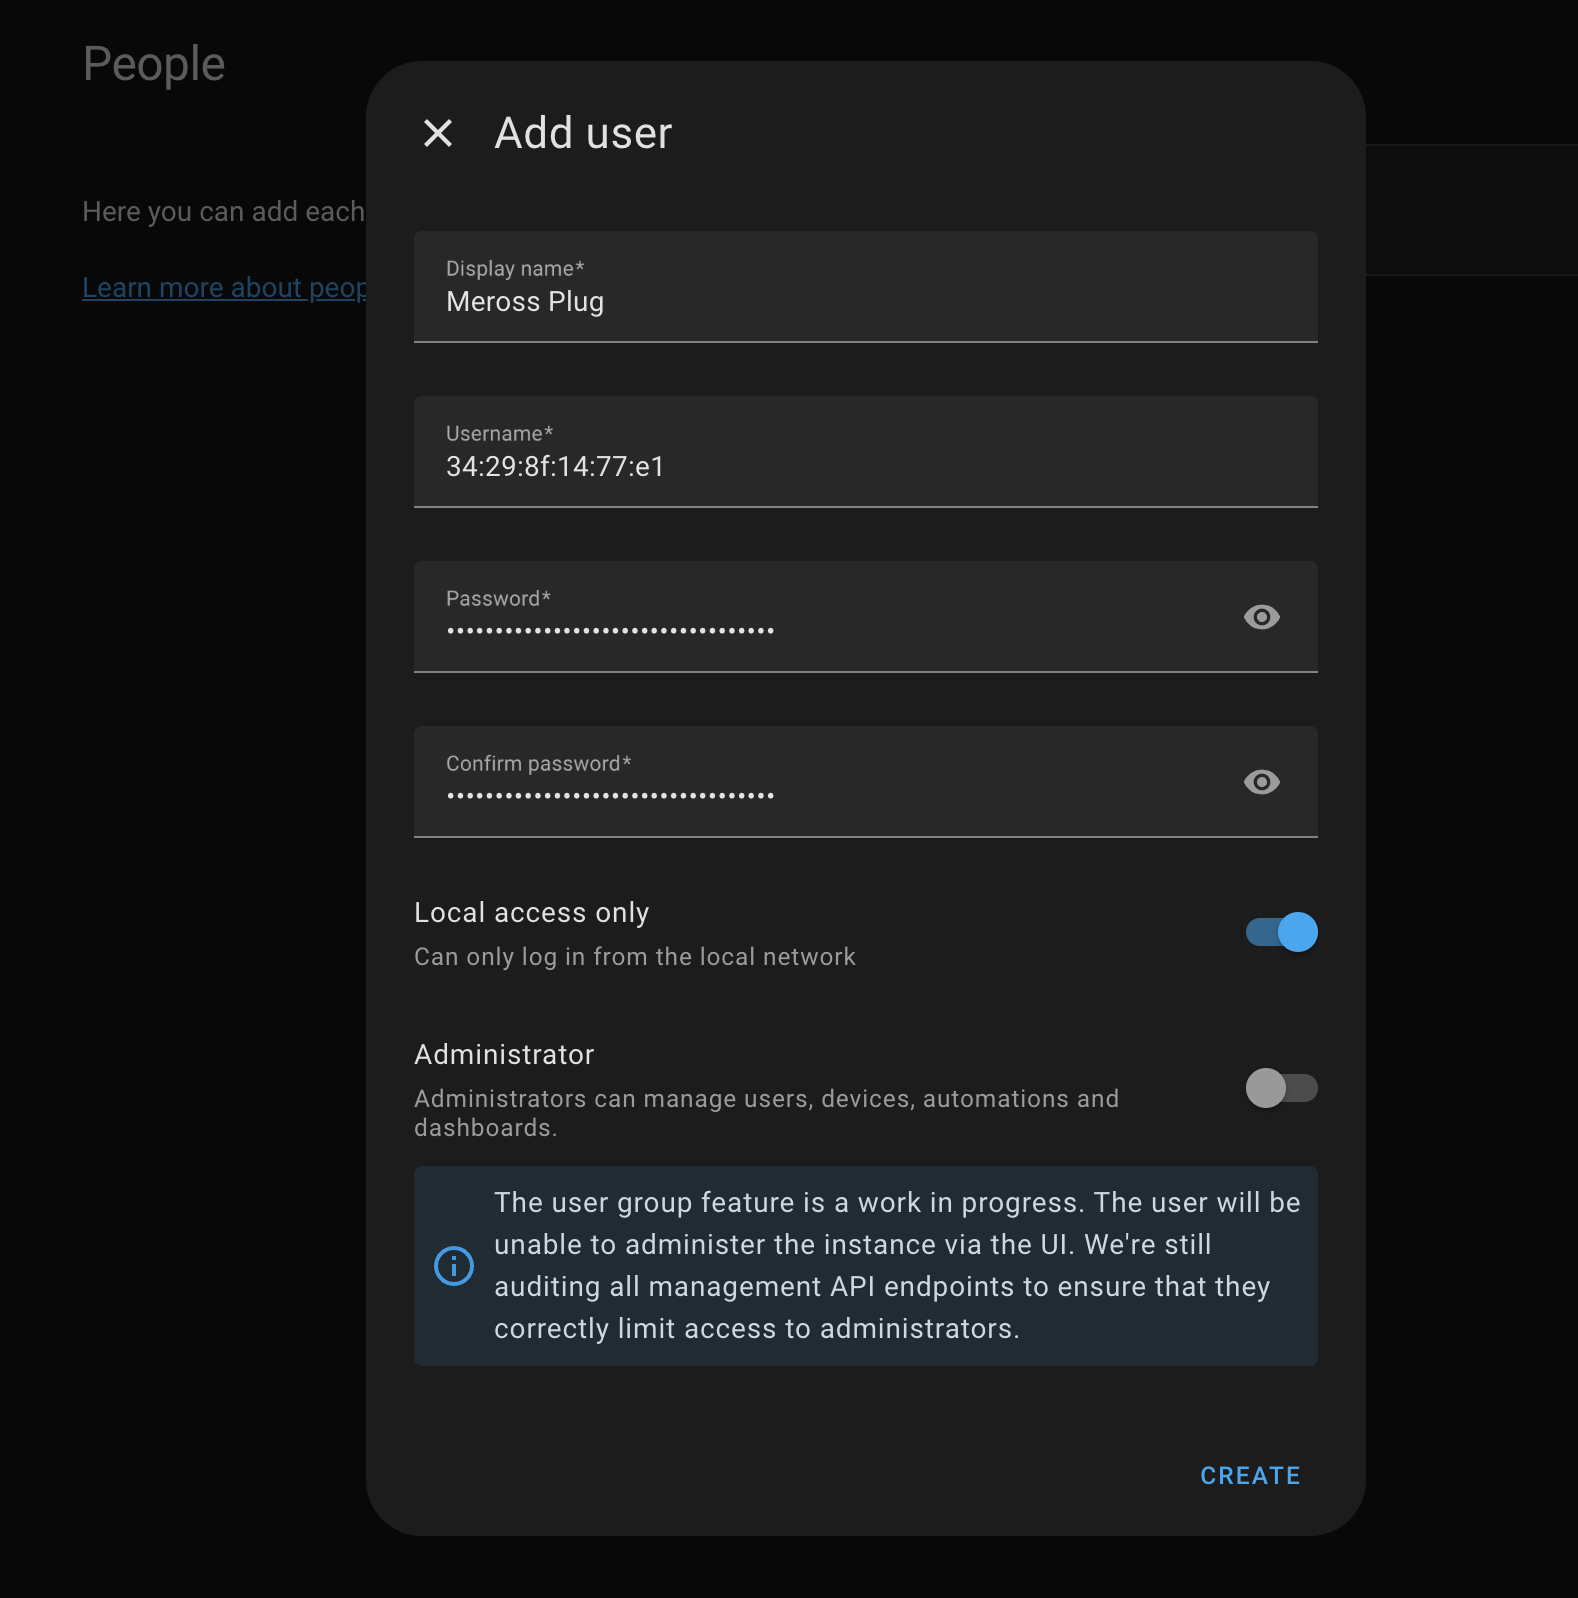 People
Add user
Here you can add each
Learn more about peop
Display name*
Meross Plug
Username*
34:29:8f:14:77:e1
Password*
••••••••••••••••••••••••••••••••••
Confirm password*
••••••••••••••••••••••••••••••••••
Local access only
Can only log in from the local network
Administrator
Administrators can manage users, devices, automations and
dashboards.
The user group feature is a work in progress. The user will be
unable to administer the instance via the UI. We're still
auditing all management API endpoints to ensure that they
correctly limit access to administrators.
CREATE